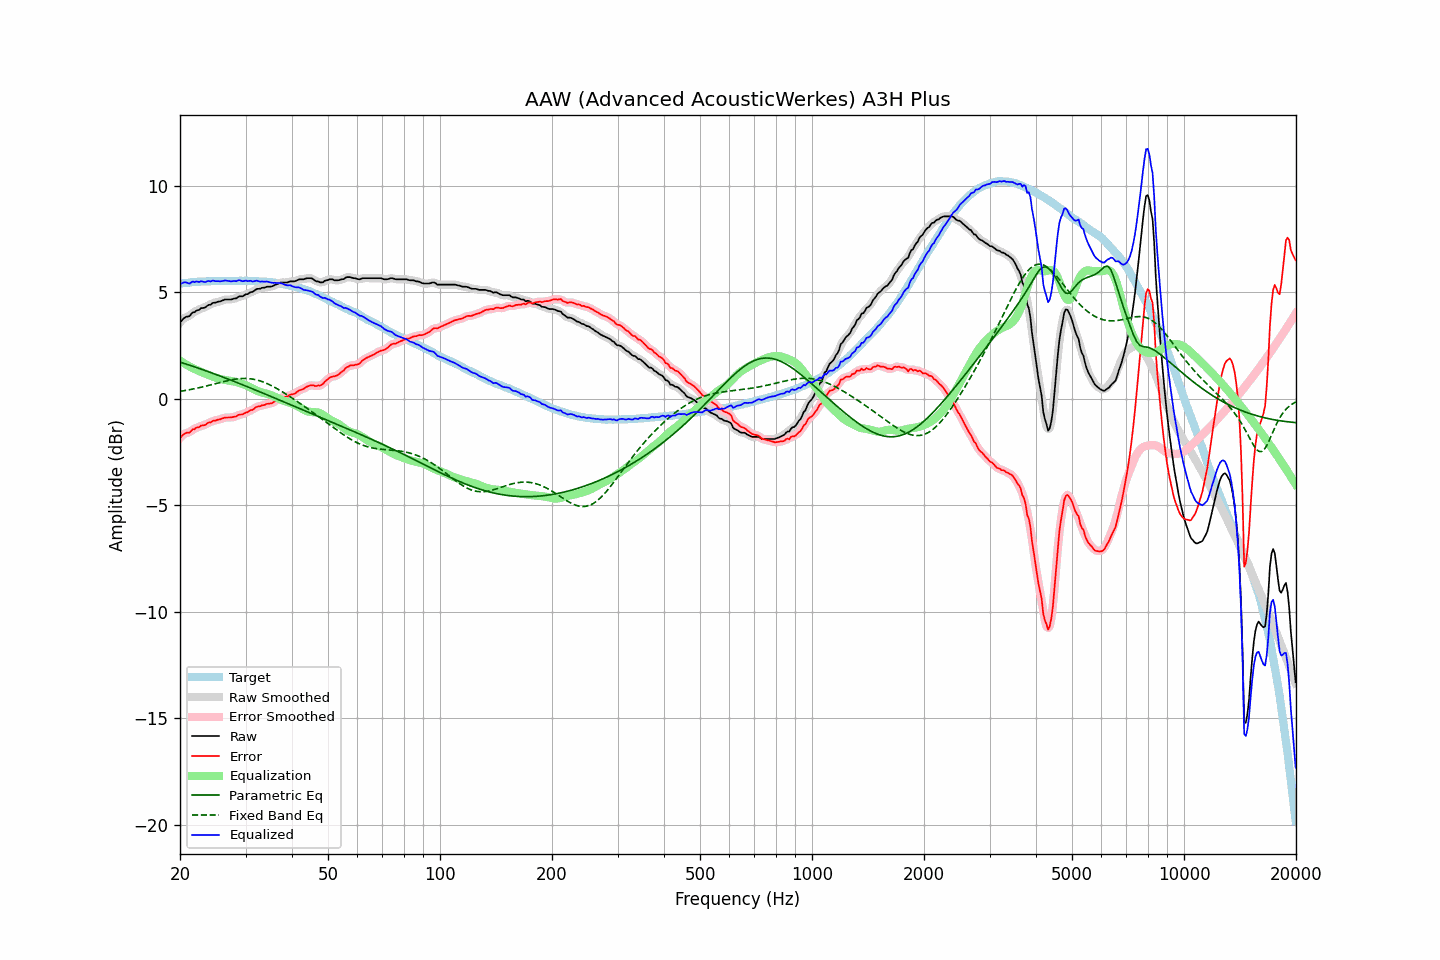 AAW (Advanced AcousticWerkes) A3H Plus
Amplitude (dBr)
10
5
0
−5
−10
−15
−20
Target
Raw Smoothed
Error Smoothed
Raw
Error
Equalization
Parametric Eq
Fixed Band Eq
Equalized
20 50 100 200 500 1000 2000 5000 10000 20000
Frequency (Hz)